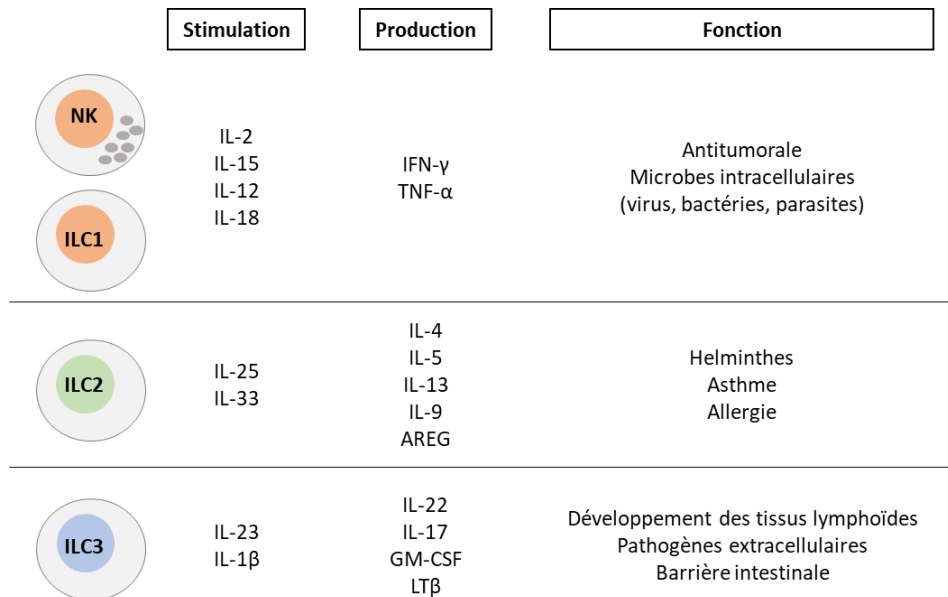 Stimulation
Production
Fonction
NK
ILC1
IL-2
IL-15
IL-12
IL-18
IFN-γ
TNF-α
Antitumorale
Microbes intracellulaires
(virus, bactéries, parasites)
ILC2
IL-25
IL-33
IL-4
IL-5
IL-13
IL-9
AREG
Helminthes
Asthme
Allergie
ILC3
IL-23
IL-1β
IL-22
IL-17
GM-CSF
LTβ
Développement des tissus lymphoïdes
Pathogènes extracellulaires
Barrière intestinale